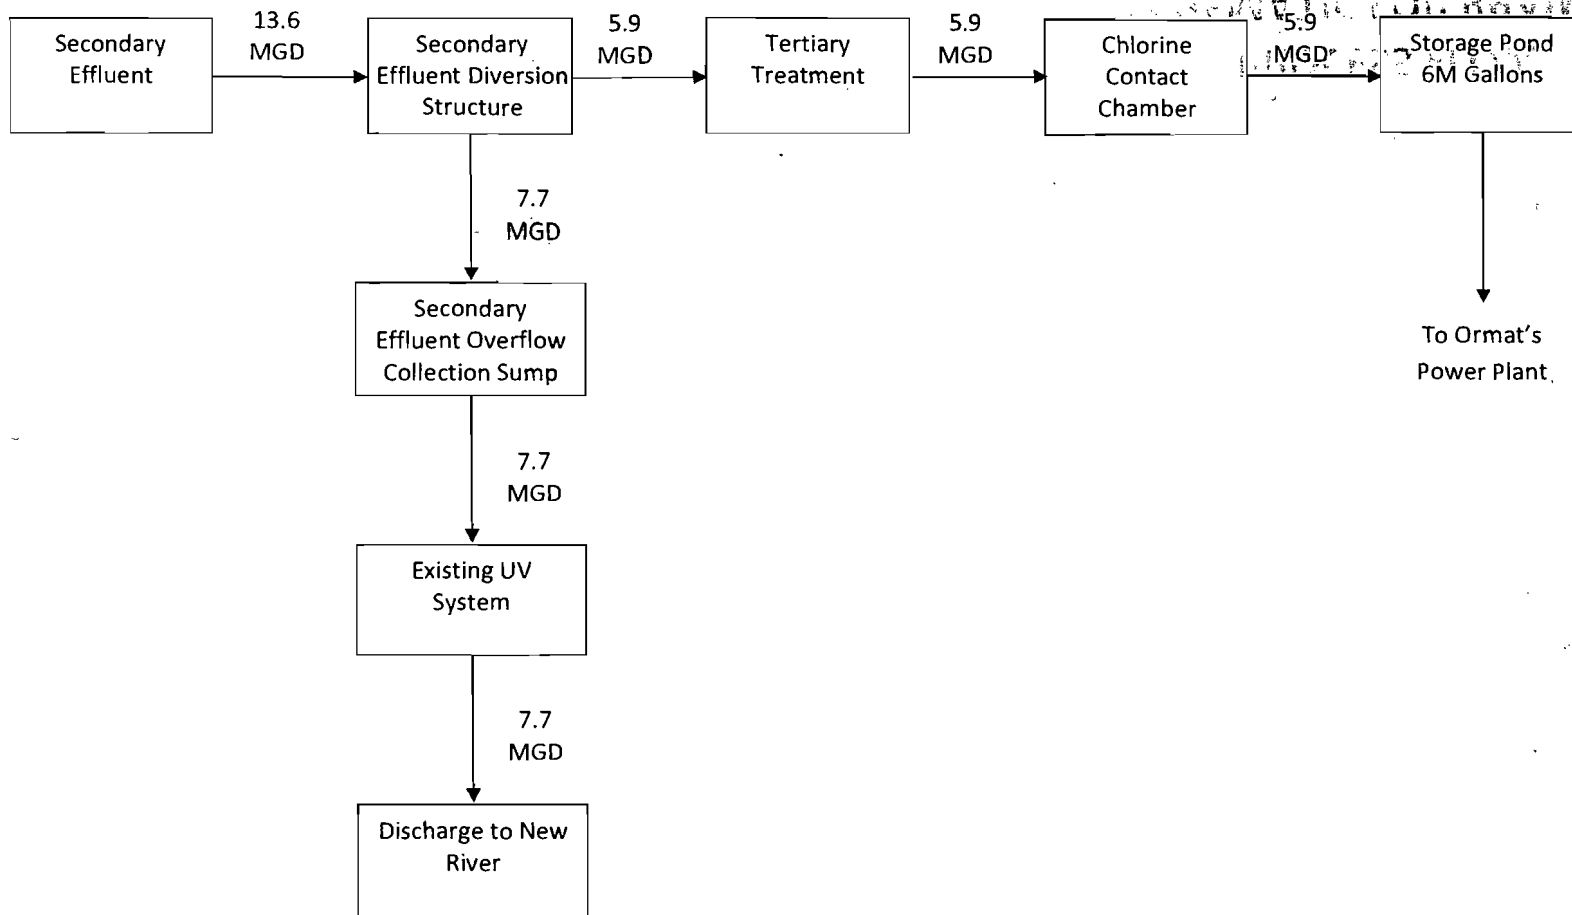 Secondary
Effluent
13.6
MGD
Secondary
Effluent Diversion
Structure
5.9
MGD
Tertiary
Treatment
5.9
MGD
Chlorine
Contact
Chamber
5.9
MGD
Storage Pond
6M Gallons
7.7
MGD
Secondary
Effluent Overflow
Collection Sump
To Ormat's
Power Plant
7.7
MGD
Existing UV
System
7.7
MGD
Discharge to New
River